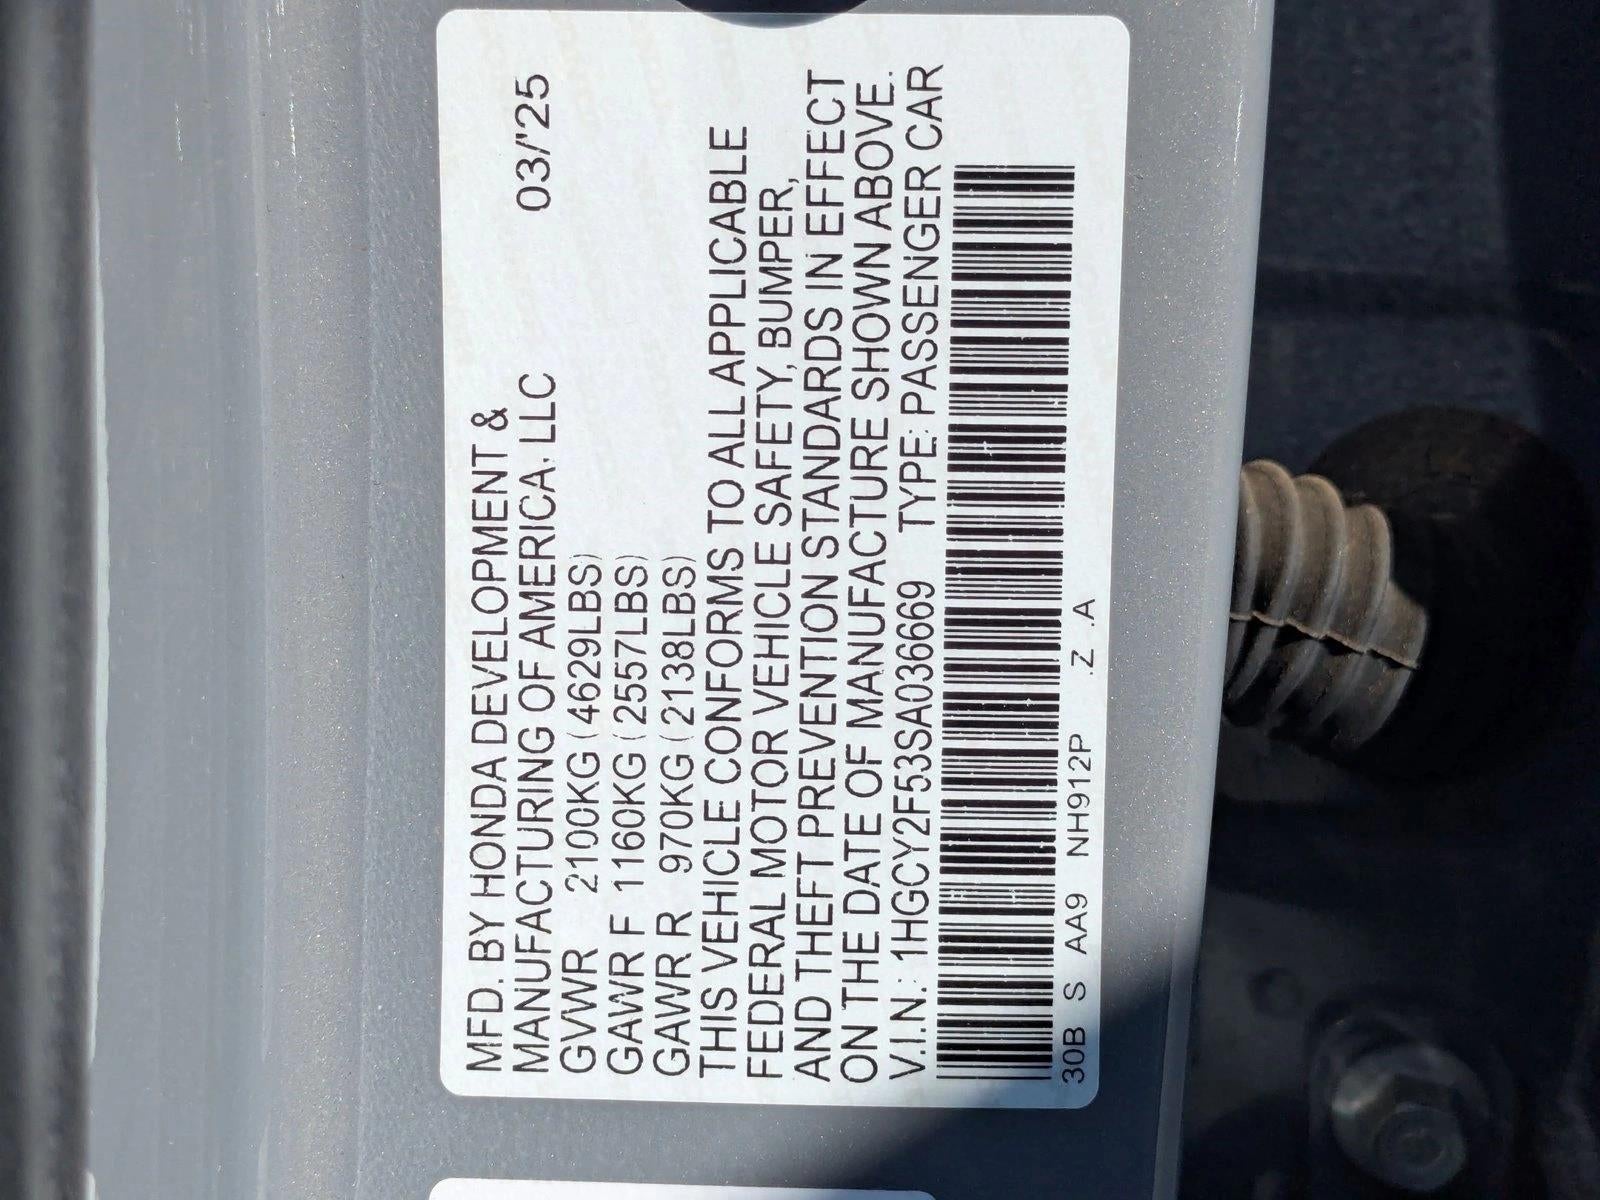 MFD. BY HONDA DEVELOPMENT &
MANUFACTURING OF AMERICA, LLC 03/'25
GVWR 2100KG (4629LBS)
GAWR F 1160KG (2557LBS)
GAWR R 970KG (2138LBS)
THIS VEHICLE CONFORMS TO ALL APPLICABLE
FEDERAL MOTOR VEHICLE SAFETY, BUMPER,
AND THEFT PREVENTION STANDARDS IN EFFECT
ON THE DATE OF MANUFACTURE SHOWN ABOVE.
V.I.N.: 1HGCY2F53SA036669 TYPE: PASSENGER CAR
30B S AA9 NH912P .Z .A